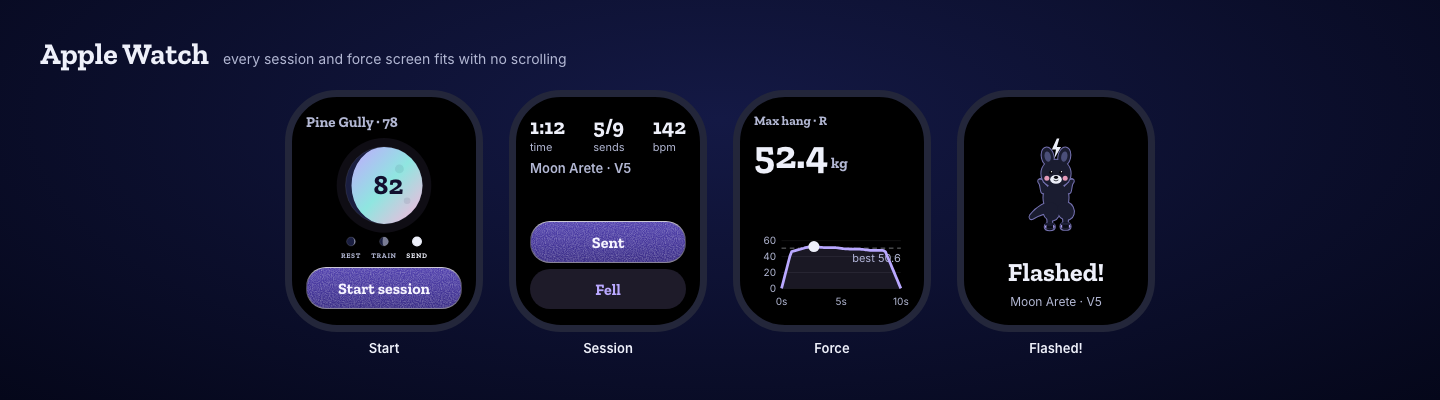 Apple Watch every session and force screen fits with no scrolling
Pine Gully · 78
82
REST TRAIN SEND
Start session
Start
1:12 5/9 142
time sends bpm
Moon Arete · V5
Sent
Fell
Session
Max hang · R
52.4 kg
60
40
20
0
best 50.6
0s 5s 10s
Force
Flashed!
Moon Arete · V5
Flashed!